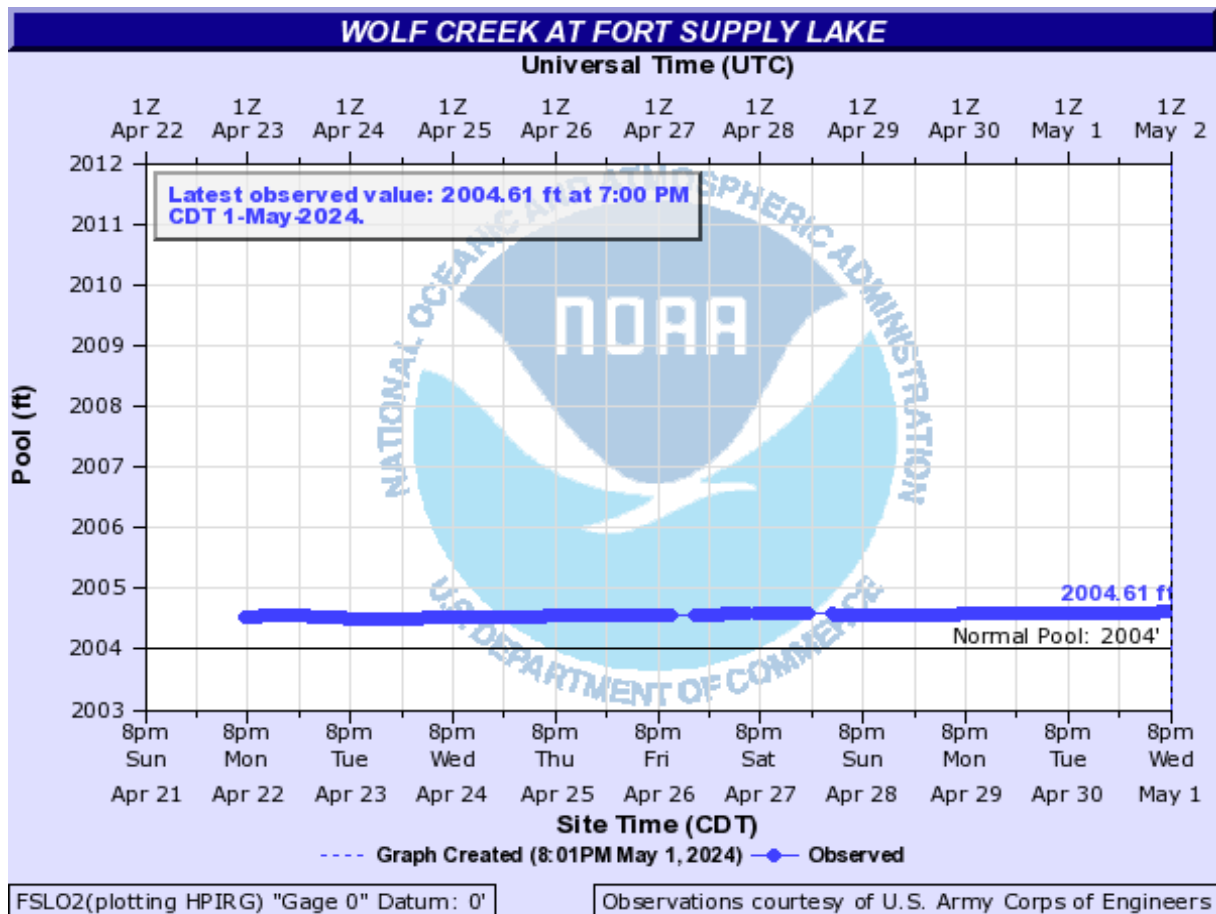 WOLF CREEK AT FORT SUPPLY LAKE
Universal Time (UTC)
1Z 1Z 1Z 1Z 1Z 1Z 1Z 1Z 1Z 1Z 1Z
Apr 22 Apr 23 Apr 24 Apr 25 Apr 26 Apr 27 Apr 28 Apr 29 Apr 30 May 1 May 2
2012
Latest observed value: 2004.61 ft at 7:00 PM
CDT 1-May-2024.
NATIONAL OCEANIC AND ATMOSPHERIC ADMINISTRATION
NOAA
U.S. DEPARTMENT OF COMMERCE
2011
2010
2009
2008
Pool (ft)
2007
2006
2005
2004.61 ft
Normal Pool: 2004'
2004
2003
8pm 8pm 8pm 8pm 8pm 8pm 8pm 8pm 8pm 8pm 8pm
Sun Mon Tue Wed Thu Fri Sat Sun Mon Tue Wed
Apr 21 Apr 22 Apr 23 Apr 24 Apr 25 Apr 26 Apr 27 Apr 28 Apr 29 Apr 30 May 1
Site Time (CDT)
Graph Created (8:01PM May 1, 2024) Observed
FSLO2(plotting HPIRG) "Gage 0" Datum: 0'
Observations courtesy of U.S. Army Corps of Engineers